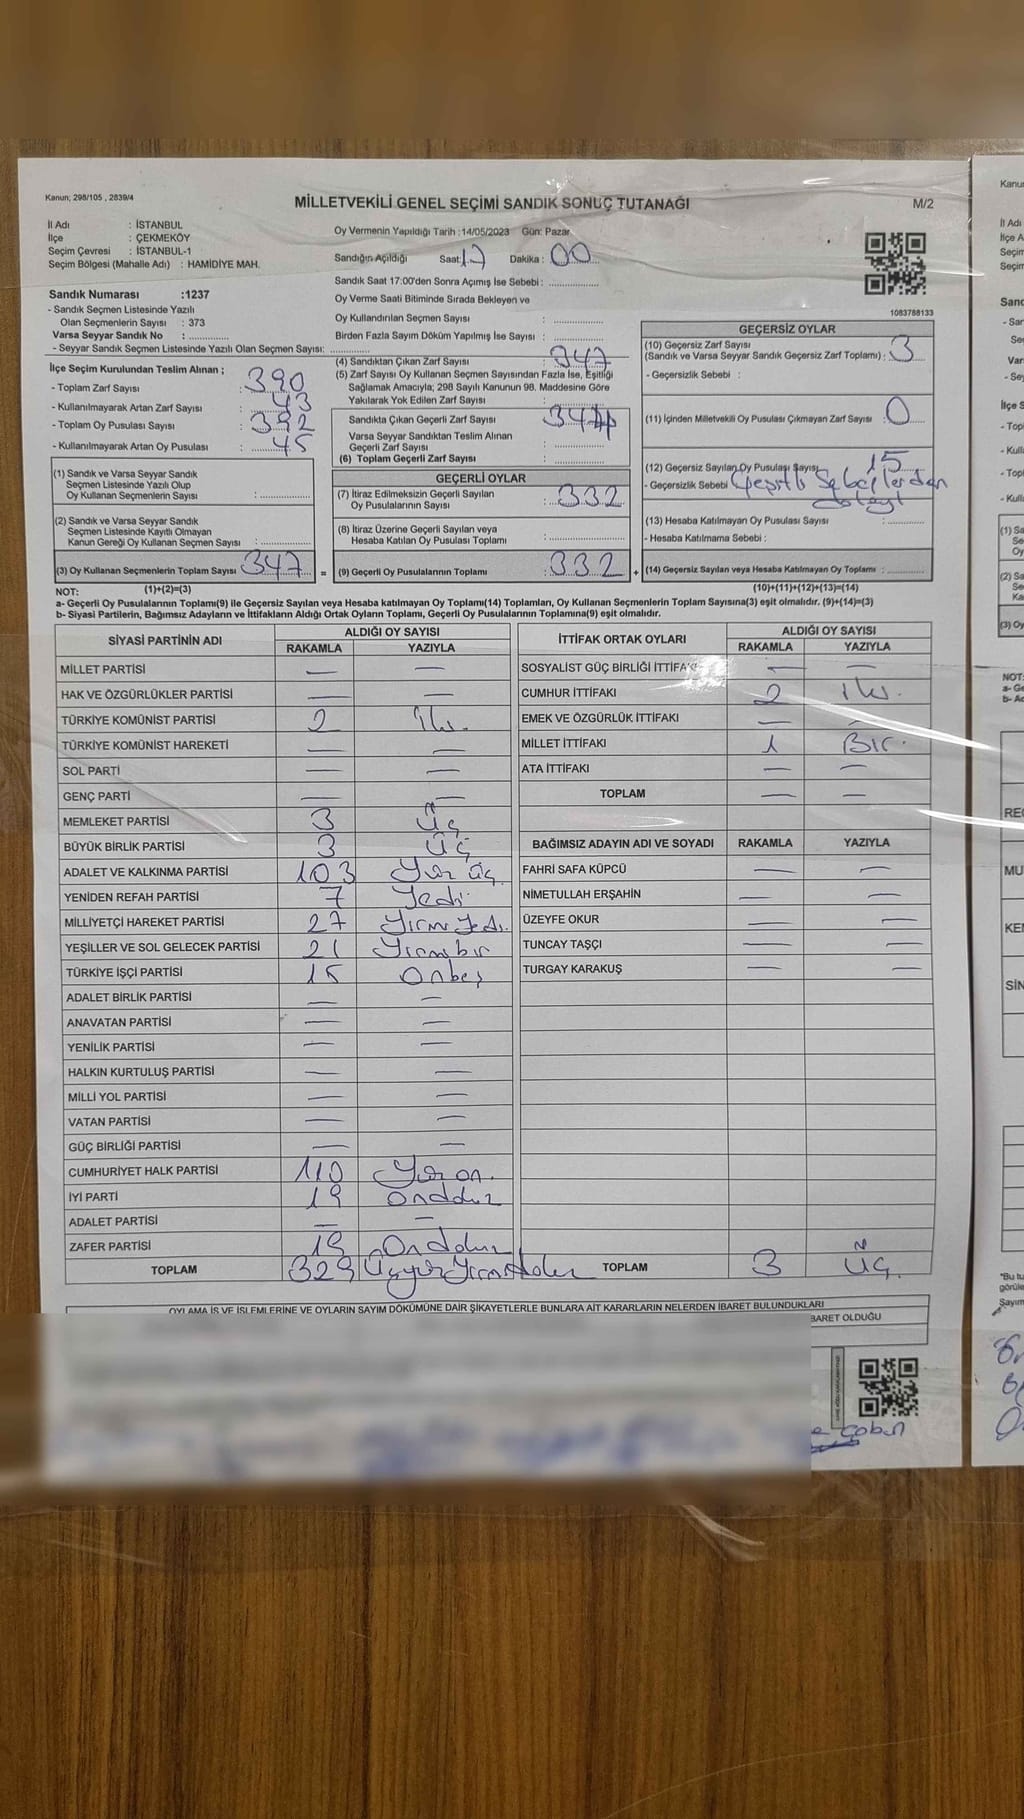 Kanun; 298/105 , 2839/4
MİLLETVEKİLİ GENEL SEÇİMİ SANDIK SONUÇ TUTANAĞI
M/2
İl Adı : İSTANBUL
İlçe : ÇEKMEKÖY
Seçim Çevresi : İSTANBUL-1
Seçim Bölgesi (Mahalle Adı) : HAMİDİYE MAH.
Sandık Numarası :1237
- Sandık Seçmen Listesinde Yazılı
Olan Seçmenlerin Sayısı : 373
Varsa Seyyar Sandık No :
- Seyyar Sandık Seçmen Listesinde Yazılı Olan Seçmen Sayısı:
İlçe Seçim Kurulundan Teslim Alınan ;
- Toplam Zarf Sayısı : 390
- Kullanılmayarak Artan Zarf Sayısı : 43
- Toplam Oy Pusulası Sayısı : 392
- Kullanılmayarak Artan Oy Pusulası : 45
(1) Sandık ve Varsa Seyyar Sandık
Seçmen Listesinde Yazılı Olup
Oy Kullanan Seçmenlerin Sayısı :
(2) Sandık ve Varsa Seyyar Sandık
Seçmen Listesinde Kayıtlı Olmayan
Kanun Gereği Oy Kullanan Seçmen Sayısı :
(3) Oy Kullanan Seçmenlerin Toplam Sayısı : 347 =
Oy Vermenin Yapıldığı Tarih :14/05/2023 Gün: Pazar
Sandığın Açıldığı Saat: 17 Dakika : 00
Sandık Saat 17:00'den Sonra Açımış İse Sebebi :
Oy Verme Saati Bitiminde Sırada Bekleyen ve
Oy Kullandırılan Seçmen Sayısı :
Birden Fazla Sayım Döküm Yapılmış İse Sayısı :
(4) Sandıktan Çıkan Zarf Sayısı : 347
(5) Zarf Sayısı Oy Kullanan Seçmen Sayısından Fazla İse, Eşitliği
Sağlamak Amacıyla; 298 Sayılı Kanunun 98. Maddesine Göre
Yakılarak Yok Edilen Zarf Sayısı :
Sandıkta Çıkan Geçerli Zarf Sayısı : 344
Varsa Seyyar Sandıktan Teslim Alınan
Geçerli Zarf Sayısı :
(6) Toplam Geçerli Zarf Sayısı :
GEÇERLİ OYLAR
(7) İtiraz Edilmeksizin Geçerli Sayılan
Oy Pusulalarının Sayısı : 332
(8) İtiraz Üzerine Geçerli Sayılan veya
Hesaba Katılan Oy Pusulası Toplamı :
(9) Geçerli Oy Pusulalarının Toplamı : 332 +
1083788133
GEÇERSİZ OYLAR
(10) Geçersiz Zarf Sayısı
(Sandık ve Varsa Seyyar Sandık Geçersiz Zarf Toplamı) : 3
- Geçersizlik Sebebi :
(11) İçinden Milletvekili Oy Pusulası Çıkmayan Zarf Sayısı : 0
(12) Geçersiz Sayılan Oy Pusulası Sayısı 15
- Geçersizlik Sebebi Çeşitli Sebeplerden
dolayı
(13) Hesaba Katılmayan Oy Pusulası Sayısı :
- Hesaba Katılmama Sebebi :
(14) Geçersiz Sayılan veya Hesaba Katılmayan Oy Toplamı :
NOT: (1)+(2)=(3) (10)+(11)+(12)+(13)=(14)
a- Geçerli Oy Pusulalarının Toplamı(9) ile Geçersiz Sayılan veya Hesaba katılmayan Oy Toplamı(14) Toplamları, Oy Kullanan Seçmenlerin Toplam Sayısına(3) eşit olmalıdır. (9)+(14)=(3)
b- Siyasi Partilerin, Bağımsız Adayların ve İttifakların Aldığı Ortak Oyların Toplamı, Geçerli Oy Pusulalarının Toplamına(9) eşit olmalıdır.
SİYASİ PARTİNİN ADI ALDIĞI OY SAYISI
RAKAMLA YAZIYLA
MİLLET PARTİSİ — —
HAK VE ÖZGÜRLÜKLER PARTİSİ — —
TÜRKİYE KOMÜNİST PARTİSİ 2 iki.
TÜRKİYE KOMÜNİST HAREKETİ — —
SOL PARTİ — —
GENÇ PARTİ — —
MEMLEKET PARTİSİ 3 Üç
BÜYÜK BİRLİK PARTİSİ 3 Üç
ADALET VE KALKINMA PARTİSİ 103 Yüz üç.
YENİDEN REFAH PARTİSİ 7 Yedi
MİLLİYETÇİ HAREKET PARTİSİ 27 Yirmi Yedi.
YEŞİLLER VE SOL GELECEK PARTİSİ 21 Yirmi bir
TÜRKİYE İŞÇİ PARTİSİ 15 Onbeş
ADALET BİRLİK PARTİSİ — —
ANAVATAN PARTİSİ — —
YENİLİK PARTİSİ — —
HALKIN KURTULUŞ PARTİSİ — —
MİLLİ YOL PARTİSİ — —
VATAN PARTİSİ — —
GÜÇ BİRLİĞİ PARTİSİ — —
CUMHURİYET HALK PARTİSİ 110 Yüz on.
İYİ PARTİ 19 Ondokuz
ADALET PARTİSİ — —
ZAFER PARTİSİ 19 Ondokuz
TOPLAM 329 Üçyüz Yirmidokuz
İTTİFAK ORTAK OYLARI ALDIĞI OY SAYISI
RAKAMLA YAZIYLA
SOSYALİST GÜÇ BİRLİĞİ İTTİFAK — —
CUMHUR İTTİFAKI 2 iki.
EMEK VE ÖZGÜRLÜK İTTİFAKI — —
MİLLET İTTİFAKI 1 Bir.
ATA İTTİFAKI — —
TOPLAM — —
BAĞIMSIZ ADAYIN ADI VE SOYADI RAKAMLA YAZIYLA
FAHRİ SAFA KÜPCÜ — —
NİMETULLAH ERŞAHİN — —
ÜZEYFE OKUR — —
TUNCAY TAŞÇI — —
TURGAY KARAKUŞ — —
TOPLAM 3 Üç.
OYLAMA İŞ VE İŞLEMLERİNE VE OYLARIN SAYIM DÖKÜMÜNE DAİR ŞİKAYETLERLE BUNLARA AİT KARARLARIN NELERDEN İBARET BULUNDUKLARI
BARET OLDUĞU
Çoban
Kanun
İl Adı
İlçe A
Seçim
Seçim